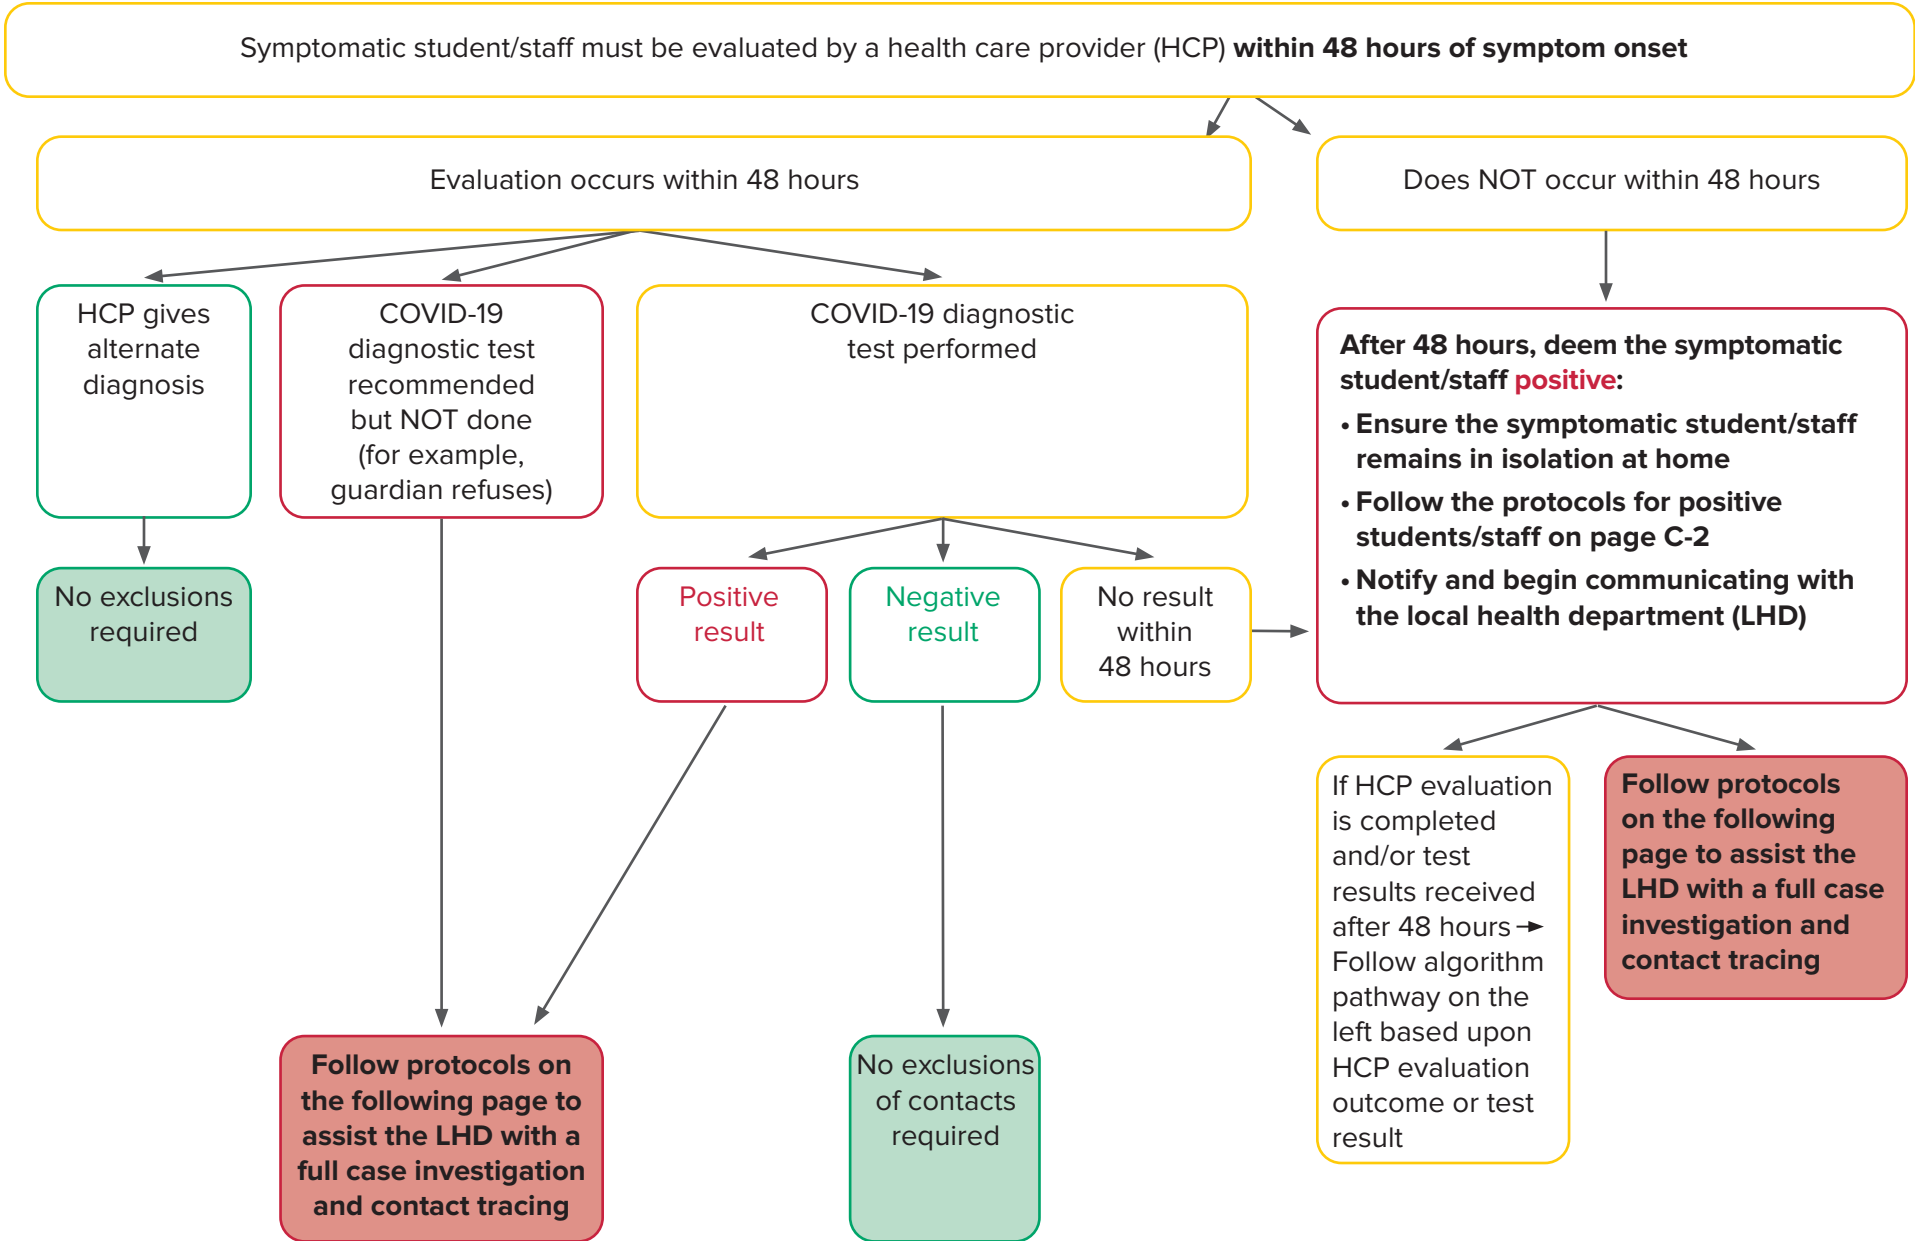 Symptomatic student/staff must be evaluated by a health care provider (HCP) within 48 hours of symptom onset
Evaluation occurs within 48 hours
Does NOT occur within 48 hours
HCP gives
alternate
diagnosis
COVID-19
diagnostic test
recommended
but NOT done
(for example,
guardian refuses)
COVID-19 diagnostic
test performed
After 48 hours, deem the symptomatic
student/staff positive:
• Ensure the symptomatic student/staff
remains in isolation at home
• Follow the protocols for positive
students/staff on page C-2
• Notify and begin communicating with
the local health department (LHD)
No exclusions
required
Positive
result
Negative
result
No result
within
48 hours
If HCP evaluation
is completed
and/or test
results received
after 48 hours →
Follow algorithm
pathway on the
left based upon
HCP evaluation
outcome or test
result
Follow protocols
on the following
page to assist the
LHD with a full case
investigation and
contact tracing
Follow protocols on
the following page to
assist the LHD with a
full case investigation
and contact tracing
No exclusions
of contacts
required